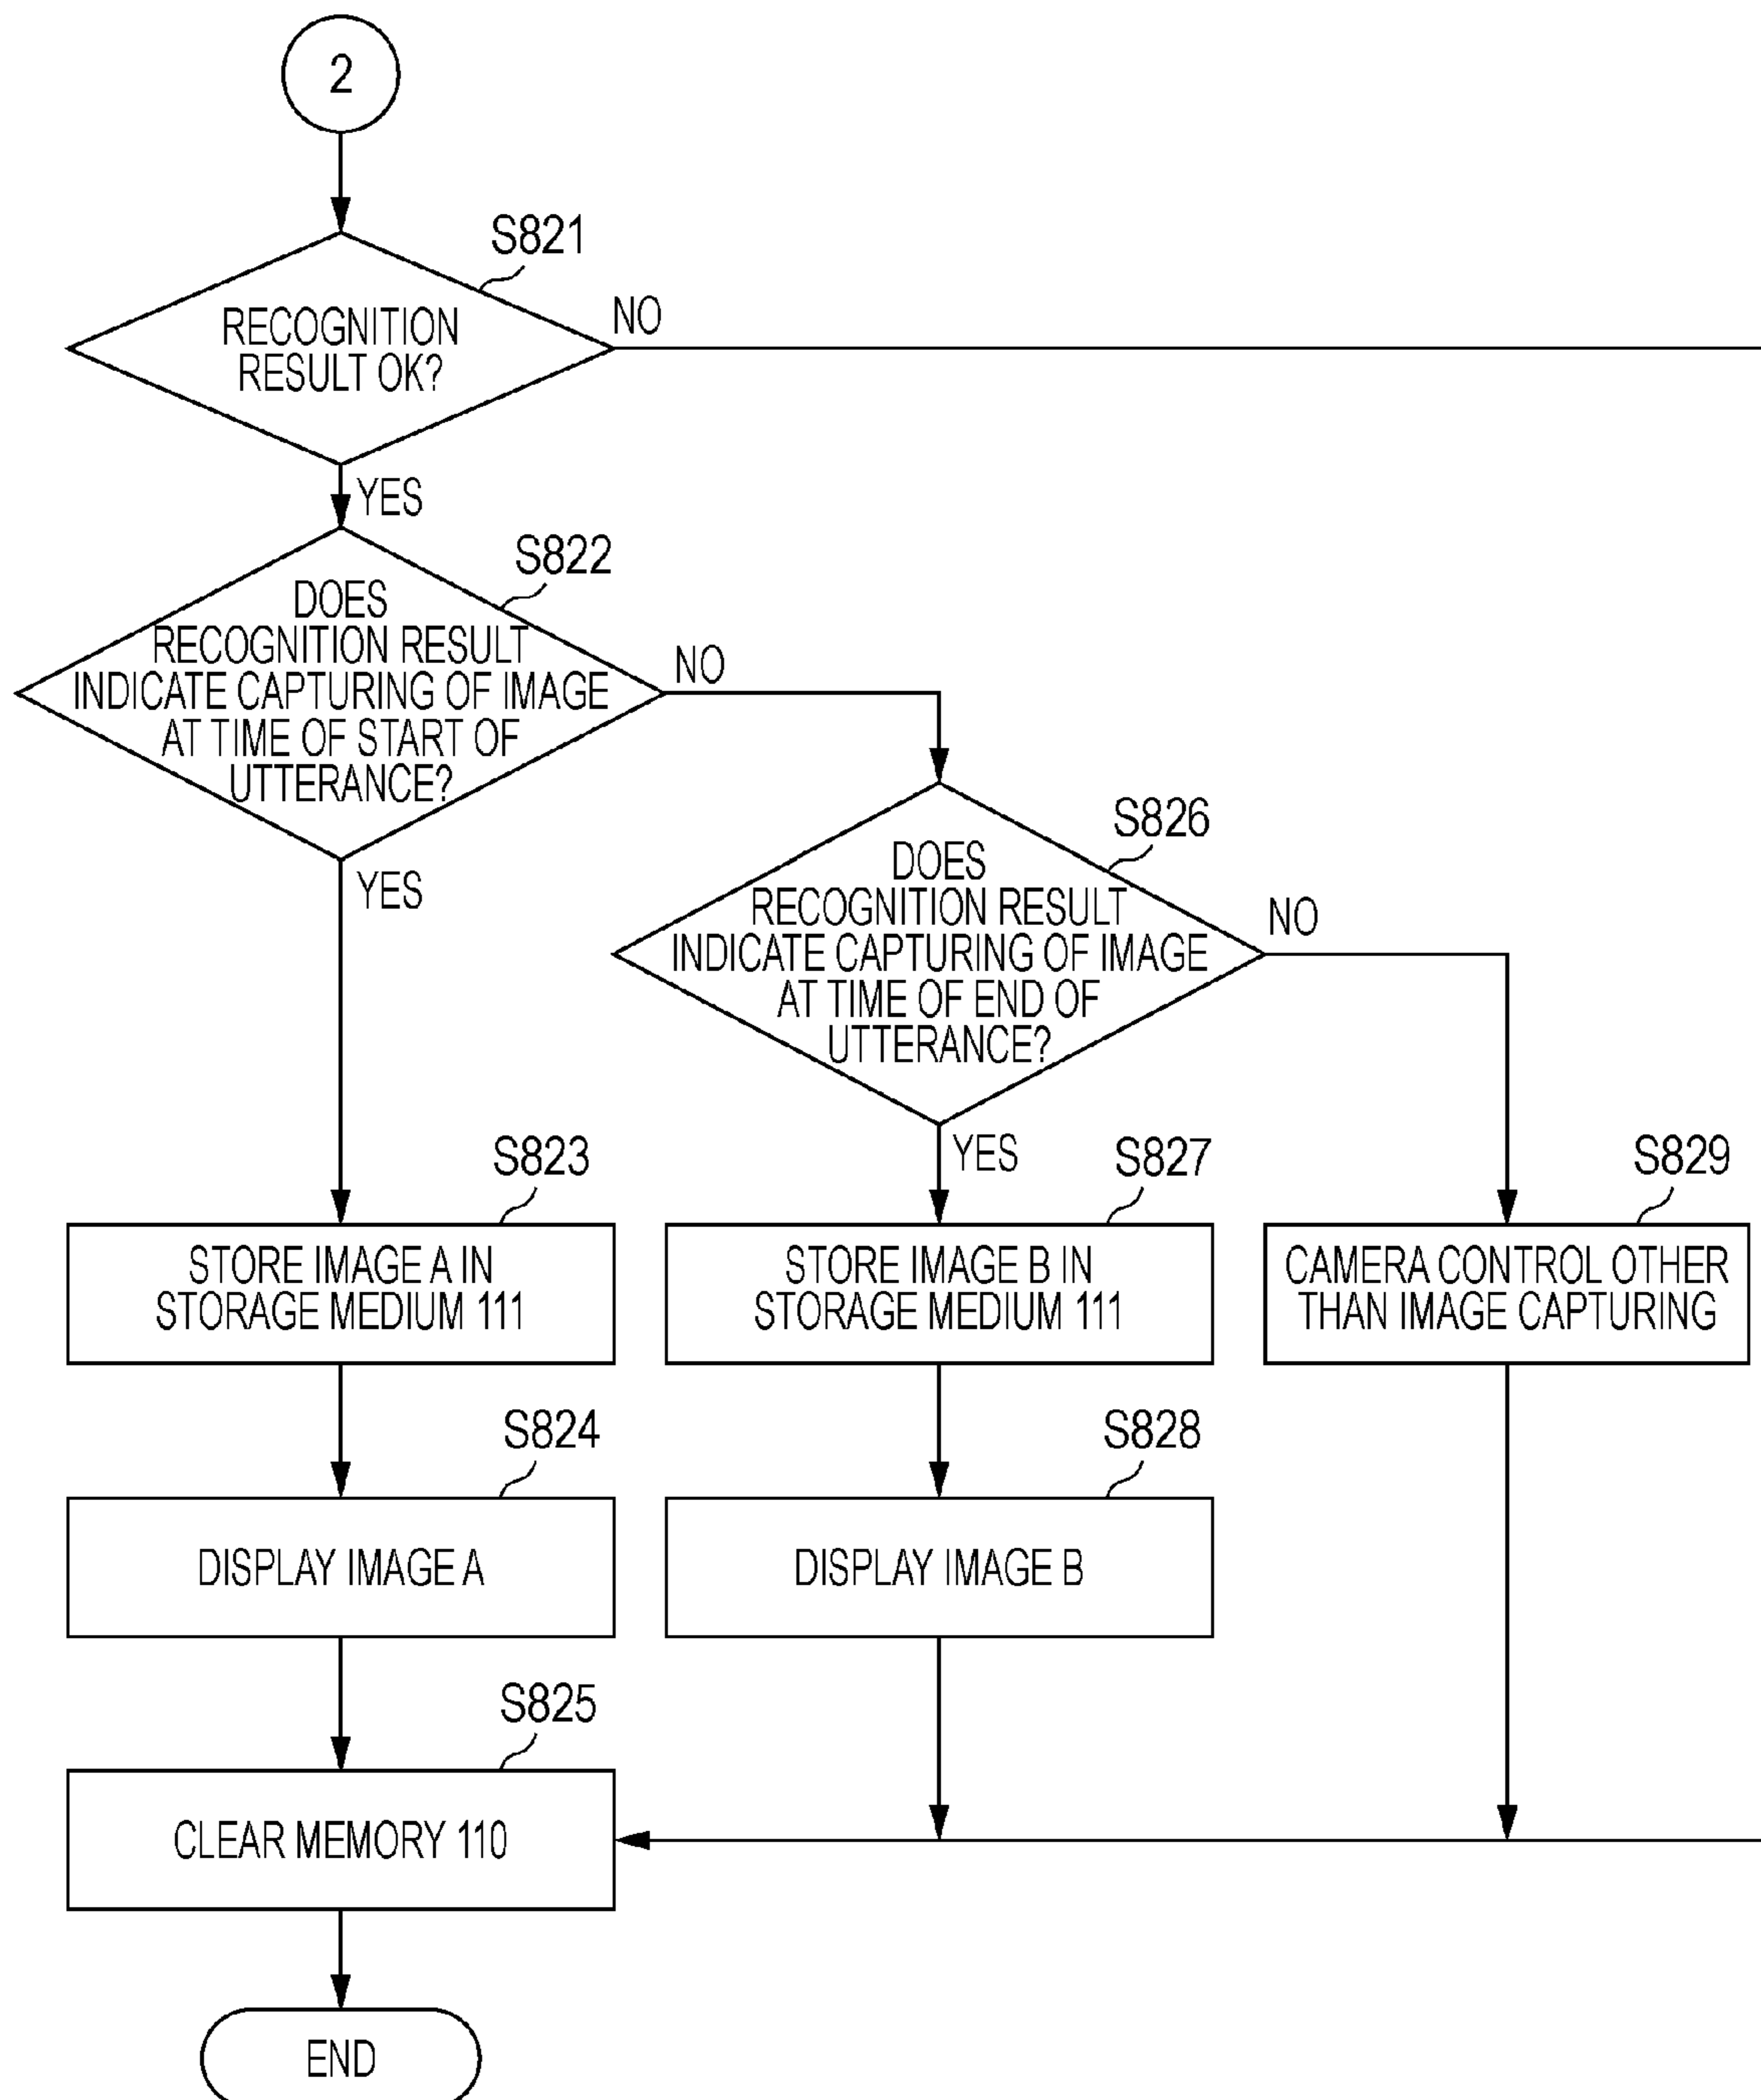 2
S821
RECOGNITION
RESULT OK?
NO
YES
S822
DOES
RECOGNITION RESULT
INDICATE CAPTURING OF IMAGE
AT TIME OF START OF
UTTERANCE?
NO
YES
S826
DOES
RECOGNITION RESULT
INDICATE CAPTURING OF IMAGE
AT TIME OF END OF
UTTERANCE?
NO
YES
S823
STORE IMAGE A IN
STORAGE MEDIUM 111
S827
STORE IMAGE B IN
STORAGE MEDIUM 111
S829
CAMERA CONTROL OTHER
THAN IMAGE CAPTURING
S824
DISPLAY IMAGE A
S828
DISPLAY IMAGE B
S825
CLEAR MEMORY 110
END